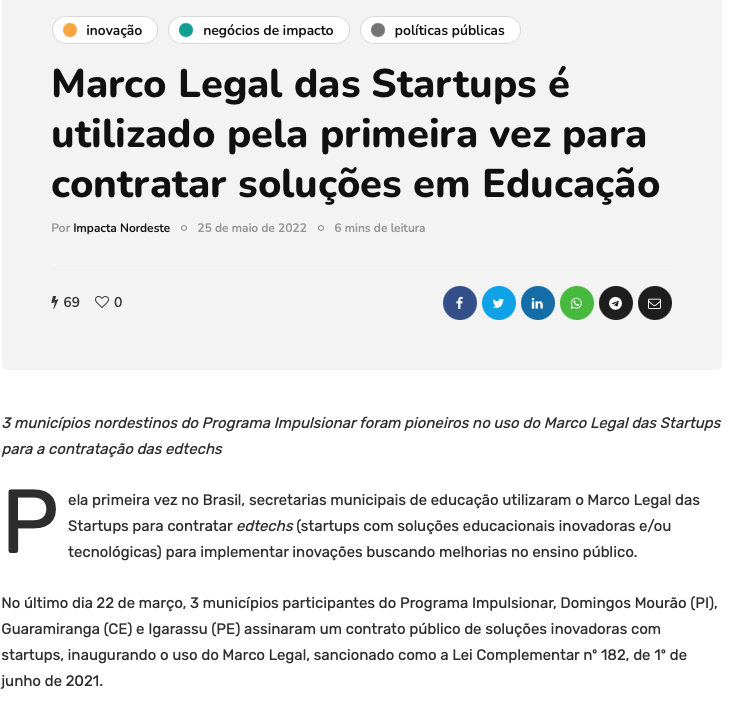 inovação negócios de impacto políticas públicas
Marco Legal das Startups é
utilizado pela primeira vez para
contratar soluções em Educação
Por Impacta Nordeste 25 de maio de 2022 6 mins de leitura
69 0
3 municípios nordestinos do Programa Impulsionar foram pioneiros no uso do Marco Legal das Startups
para a contratação das edtechs
Pela primeira vez no Brasil, secretarias municipais de educação utilizaram o Marco Legal das
Startups para contratar edtechs (startups com soluções educacionais inovadoras e/ou
tecnológicas) para implementar inovações buscando melhorias no ensino público.
No último dia 22 de março, 3 municípios participantes do Programa Impulsionar, Domingos Mourão (PI),
Guaramiranga (CE) e Igarassu (PE) assinaram um contrato público de soluções inovadoras com
startups, inaugurando o uso do Marco Legal, sancionado como a Lei Complementar nº 182, de 1º de
junho de 2021.